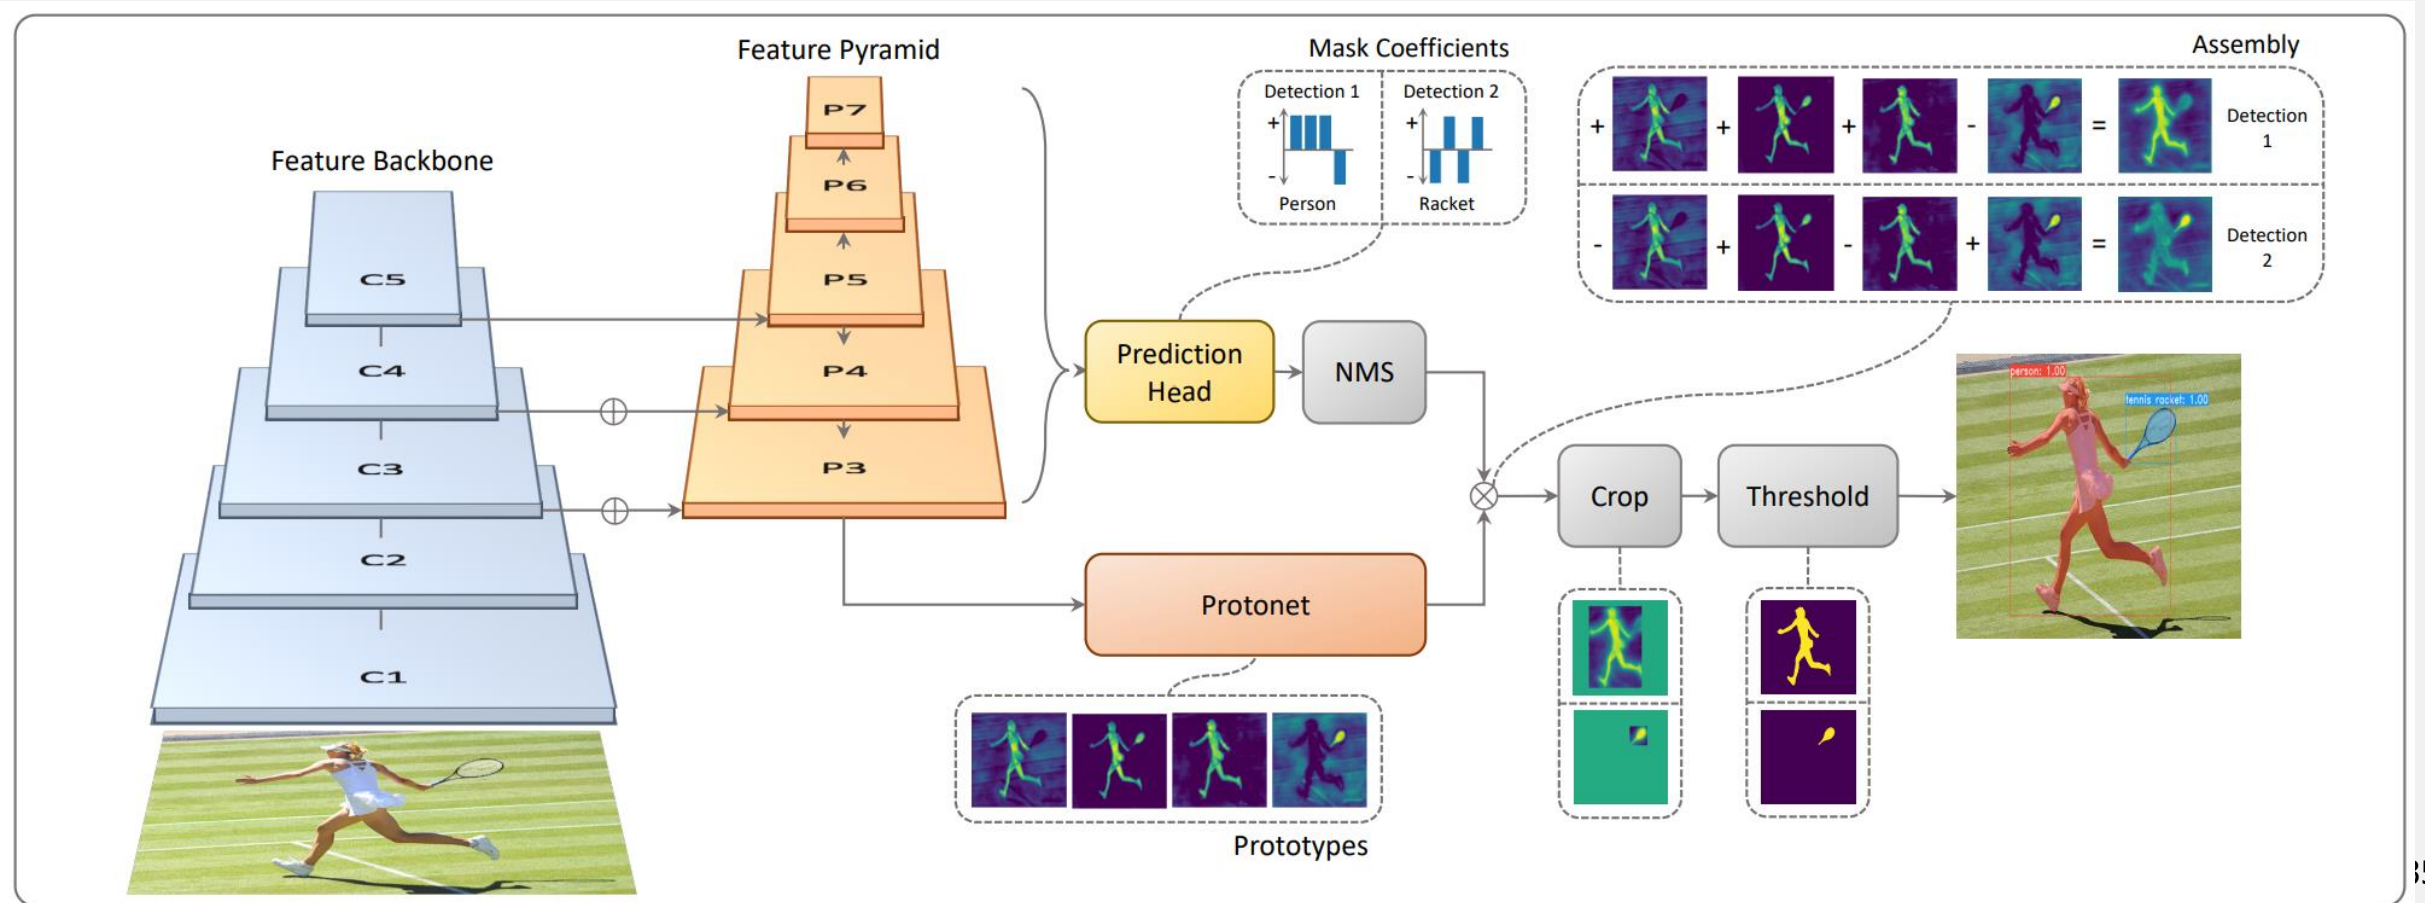 Feature Backbone
C5
C4
C3
C2
C1
Feature Pyramid
P7
P6
P5
P4
P3
Mask Coefficients
Detection 1
+
-
Person
Detection 2
+
-
Racket
Prediction
Head
NMS
Protonet
Prototypes
Assembly
+ + + - =
Detection
1
- + - + =
Detection
2
Crop
Threshold
person: 1.00
tennis racket: 1.00